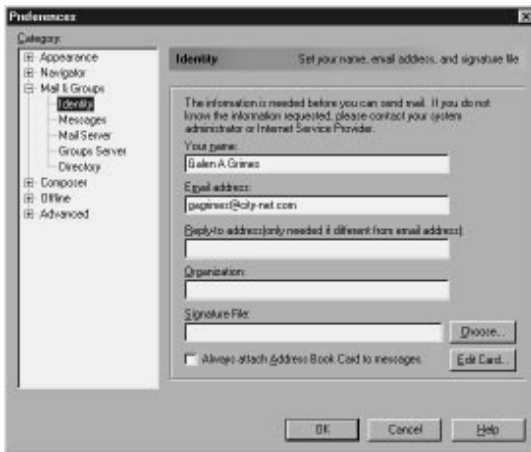 Preferences
Category:
Appearance
Navigator
Mail & Groups
Identity
Messages
Mail Server
Groups Server
Directory
Composer
Offline
Advanced
Identity Set your name, email address, and signature file
The information is needed before you can send mail. If you do not
know the information requested, please contact your system
administrator or Internet Service Provider.
Your name:
Galen A Grimes
Email address:
gagrimes@city-net.com
Reply-to address(only needed if different from email address)
Organization:
Signature File:
Choose...
Always attach Address Book Card to messages.
Edit Card...
OK Cancel Help